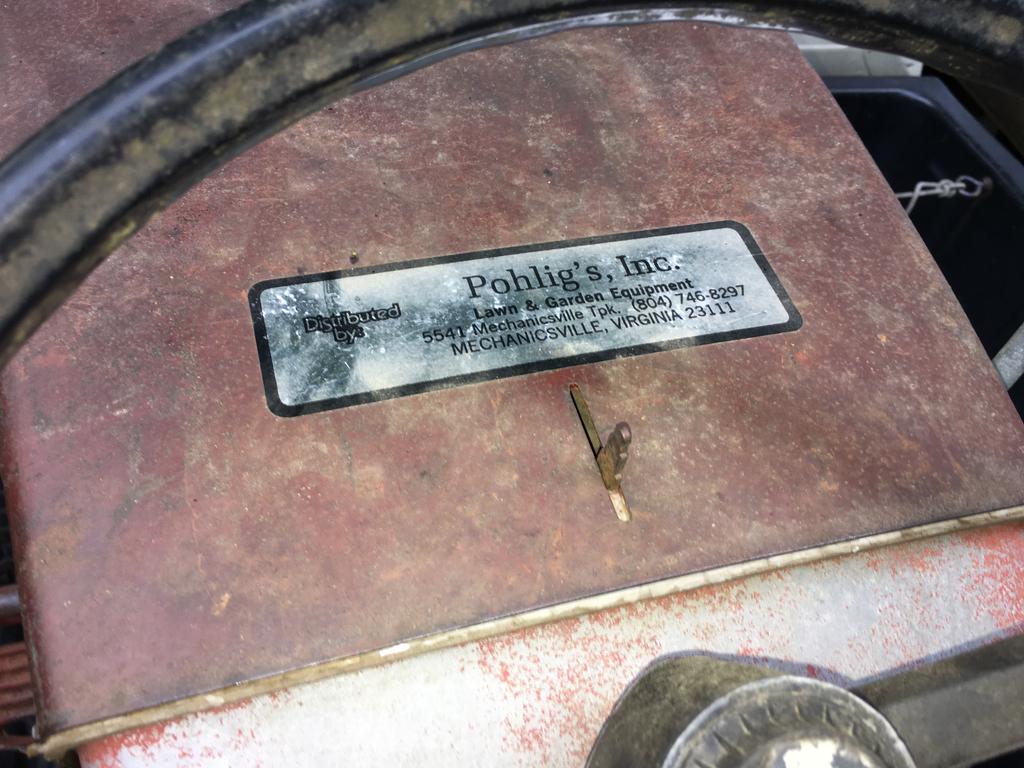 Distributed
by:
Pohlig's, Inc.
Lawn & Garden Equipment
5541 Mechanicsville Tpk. (804) 746-8297
MECHANICSVILLE, VIRGINIA 23111